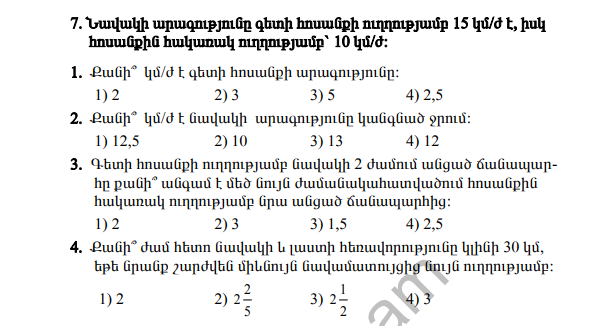 7. Նավակի արագությունը գետի հոսանքի ուղղությամբ 15 կմ/ժ է, իսկ
հոսանքին հակառակ ուղղությամբ՝ 10 կմ/ժ:
1. Քանի՞ կմ/ժ է գետի հոսանքի արագությունը:
1) 2 2) 3 3) 5 4) 2,5
2. Քանի՞ կմ/ժ է նավակի արագությունը կանգնած ջրում:
1) 12,5 2) 10 3) 13 4) 12
3. Գետի հոսանքի ուղղությամբ նավակի 2 ժամում անցած ճանապար-
հը քանի՞ անգամ է մեծ նույն ժամանակահատվածում հոսանքին
հակառակ ուղղությամբ նրա անցած ճանապարհից:
1) 2 2) 3 3) 1,5 4) 2,5
4. Քանի՞ ժամ հետո նավակի և լաստի հեռավորությունը կլինի 30 կմ,
եթե նրանք շարժվեն միևնույն նավամատույցից նույն ուղղությամբ:
1) 2 2) 2 2/5 3) 2 1/2 4) 3
am